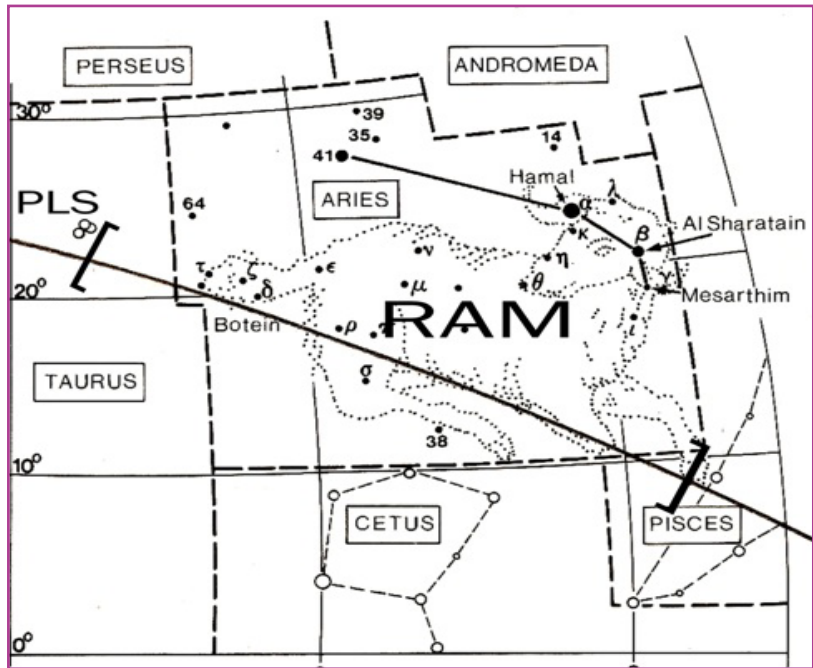 PERSEUS
ANDROMEDA
30°
39
35
14
41
Hamal
λ
64
ARIES
α
PLS
κ
Al Sharatain
β
ν
η
τ
ζ
ε
γ
δ
μ
θ
20°
Mesarthim
Botein
RAM
ρ
ι
TAURUS
σ
38
10°
CETUS
PISCES
0°